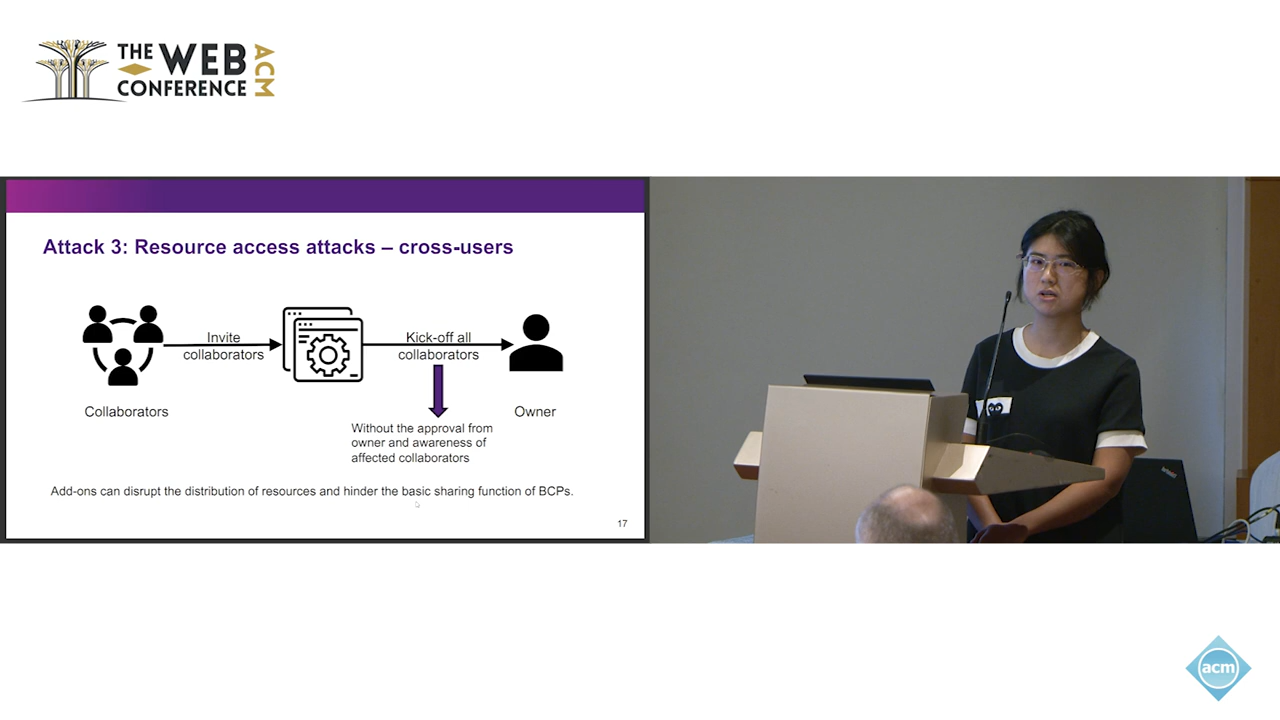 THE WEB
CONFERENCE
ACM
Attack 3: Resource access attacks – cross-users
Invite
collaborators
Kick-off all
collaborators
Collaborators
Owner
Without the approval from
owner and awareness of
affected collaborators
Add-ons can disrupt the distribution of resources and hinder the basic sharing function of BCPs.
17
acm